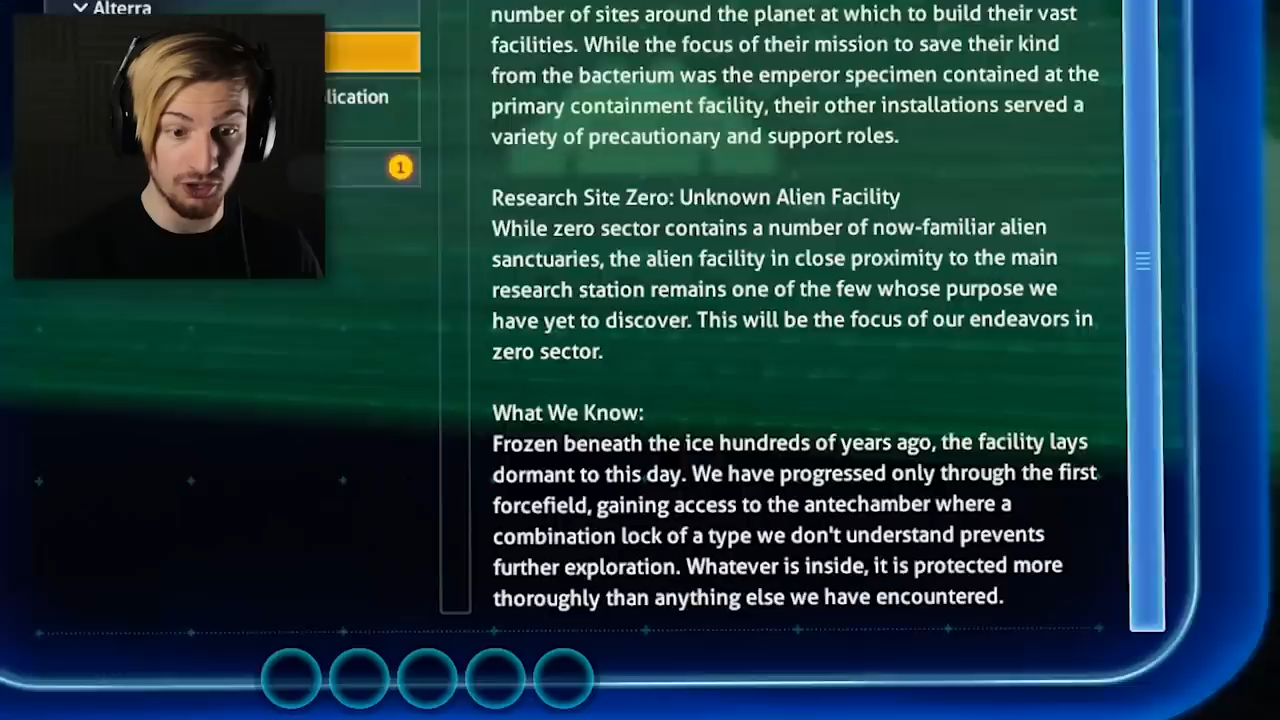 Alterra
number of sites around the planet at which to build their vast
facilities. While the focus of their mission to save their kind
from the bacterium was the emperor specimen contained at the
primary containment facility, their other installations served a
variety of precautionary and support roles.
lication
1
Research Site Zero: Unknown Alien Facility
While zero sector contains a number of now-familiar alien
sanctuaries, the alien facility in close proximity to the main
research station remains one of the few whose purpose we
have yet to discover. This will be the focus of our endeavors in
zero sector.
What We Know:
Frozen beneath the ice hundreds of years ago, the facility lays
dormant to this day. We have progressed only through the first
forcefield, gaining access to the antechamber where a
combination lock of a type we don't understand prevents
further exploration. Whatever is inside, it is protected more
thoroughly than anything else we have encountered.